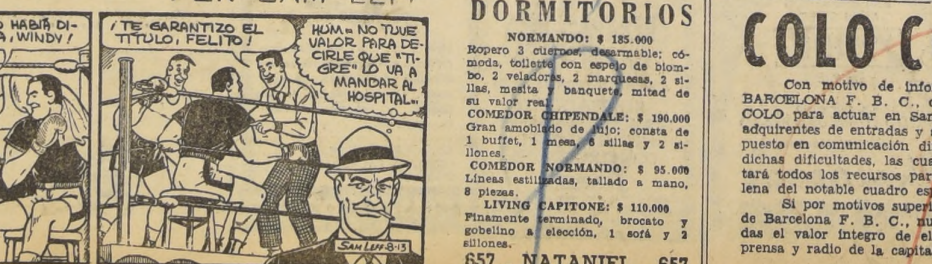 HABÍA DI-
A, WINDY!
TE GARANTIZO EL
TÍTULO, FELITO!
HUM... NO TUVE
VALOR PARA DE-
CIRLE QUE "TI-
GRE" LO VA A
MANDAR AL
HOSPITAL...
SAM LEFF-8-13
DORMITORIOS
NORMANDO: $ 185.000
Ropero 3 cuerpos, desarmable; có-
moda, toilette con espejo de biom-
bo, 2 veladores, 2 marquesas, 2 si-
llas, mesita y banqueta, mitad de
su valor real.
COMEDOR CHIPENDALE: $ 190.000
Gran amoblado de lujo; consta de
1 buffet, 1 mesa, 6 sillas y 2 si-
llones.
COMEDOR NORMANDO: $ 95.000
Líneas estilizadas, tallado a mano,
8 piezas.
LIVING CAPITONE: $ 110.000
Finamente terminado, brocato y
gobelino a elección, 1 sofá y 2
sillones.
657 NATANIEL 657
COLO C
Con motivo de info
BARCELONA F. B. C., 
COLO para actuar en San
adquirentes de entradas y
puesto en comunicación di
dichas dificultades, las cua
tará todos los recursos par
lena del notable cuadro es
Si por motivos superi
de Barcelona F. B. C., nu
das el valor íntegro de el
prensa y radio de la capita